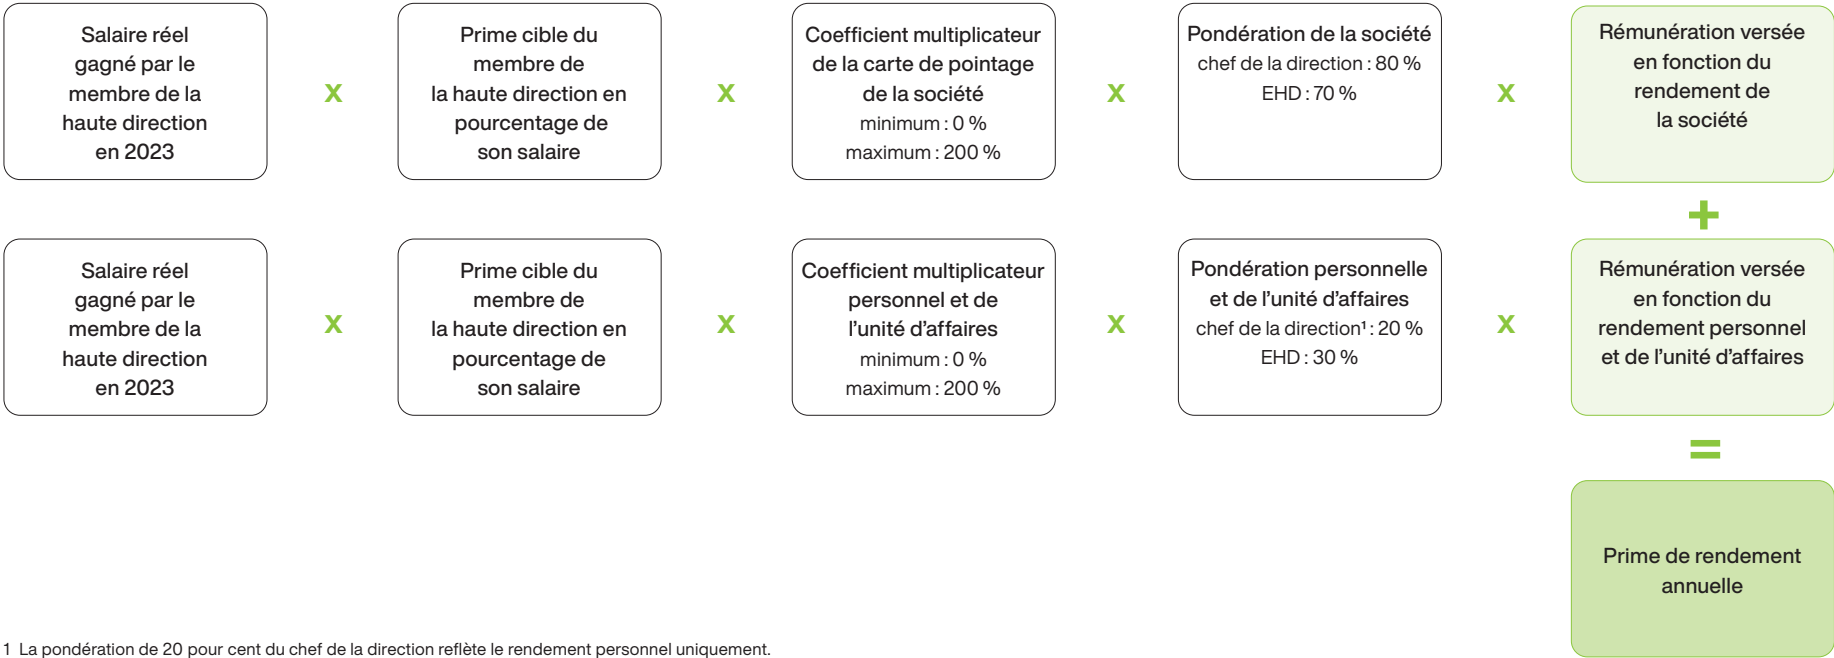 Salaire réel
gagné par le
membre de la
haute direction
en 2023
x
Prime cible du
membre de
la haute direction en
pourcentage de
son salaire
x
Coefficient multiplicateur
de la carte de pointage
de la société
minimum : 0 %
maximum : 200 %
x
Pondération de la société
chef de la direction : 80 %
EHD : 70 %
x
Rémunération versée
en fonction du
rendement de
la société
+
Salaire réel
gagné par le
membre de la
haute direction
en 2023
x
Prime cible du
membre de
la haute direction en
pourcentage de
son salaire
x
Coefficient multiplicateur
personnel et de
l’unité d’affaires
minimum : 0 %
maximum : 200 %
x
Pondération personnelle
et de l’unité d’affaires
chef de la direction¹ : 20 %
EHD : 30 %
x
Rémunération versée
en fonction du
rendement personnel
et de l’unité d’affaires
=
Prime de rendement
annuelle
1 La pondération de 20 pour cent du chef de la direction reflète le rendement personnel uniquement.